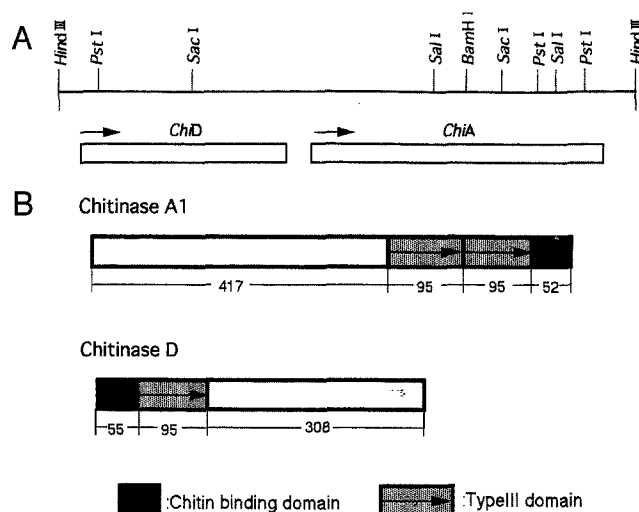 A
Hind III
Pst I
Sac I
Sal I
BamH I
Sac I
Pst I
Sal I
Pst I
Hind III
ChiD
ChiA
B
Chitinase A1
417
95
95
52
Chitinase D
55
95
308
:Chitin binding domain
:TypeIII domain